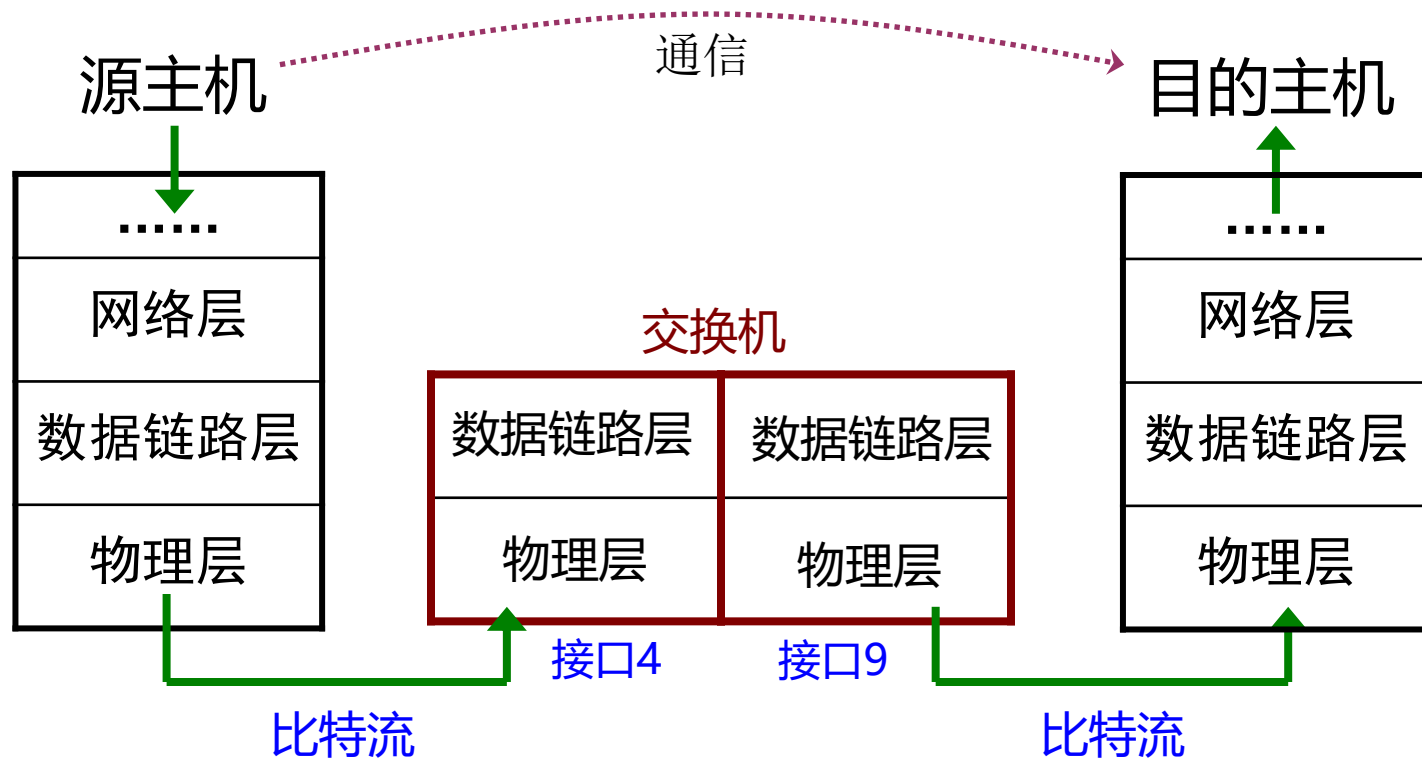 通信
源主机
目的主机
……
网络层
数据链路层
物理层
交换机
数据链路层
数据链路层
物理层
物理层
接口4
接口9
……
网络层
数据链路层
物理层
比特流
比特流